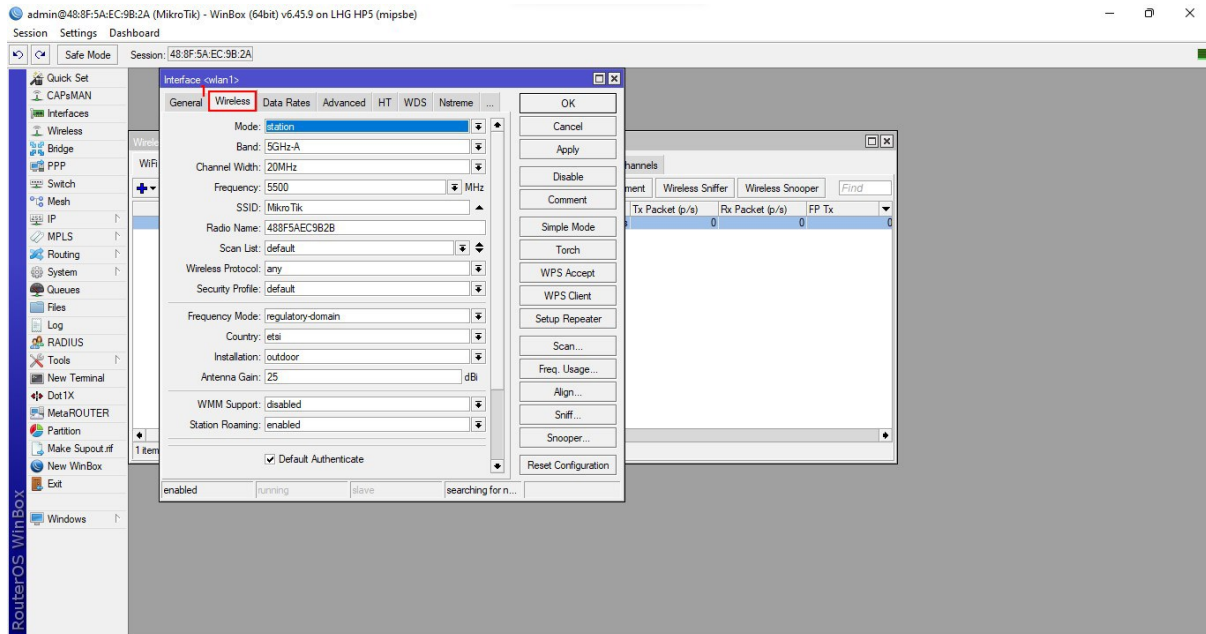 admin@48:8F:5A:EC:9B:2A (MikroTik) - WinBox (64bit) v6.45.9 on LHG HP5 (mipsbe)
Session Settings Dashboard
Safe Mode Session: 48:8F:5A:EC:9B:2A
Quick Set
CAPsMAN
Interfaces
Wireless
Bridge
PPP
Switch
Mesh
IP
MPLS
Routing
System
Queues
Files
Log
RADIUS
Tools
New Terminal
Dot1X
MetaROUTER
Partition
Make Supout.rif
New WinBox
Exit
Windows
RouterOS WinBox
Interface <wlan1>
General Wireless Data Rates Advanced HT WDS Nstreme ...
Mode: station
Band: 5GHz-A
Channel Width: 20MHz
Frequency: 5500 MHz
SSID: MikroTik
Radio Name: 488F5AEC9B2B
Scan List: default
Wireless Protocol: any
Security Profile: default
Frequency Mode: regulatory-domain
Country: etsi
Installation: outdoor
Antenna Gain: 25 dBi
WMM Support: disabled
Station Roaming: enabled
Default Authenticate
enabled running slave searching for n...
OK
Cancel
Apply
Disable
Comment
Simple Mode
Torch
WPS Accept
WPS Client
Setup Repeater
Scan...
Freq. Usage...
Align...
Sniff...
Snooper...
Reset Configuration
Wirele
WiFi hannels
ment Wireless Sniffer Wireless Snooper Find
Tx Packet (p/s) Rx Packet (p/s) FP Tx
0 0 0
1 item